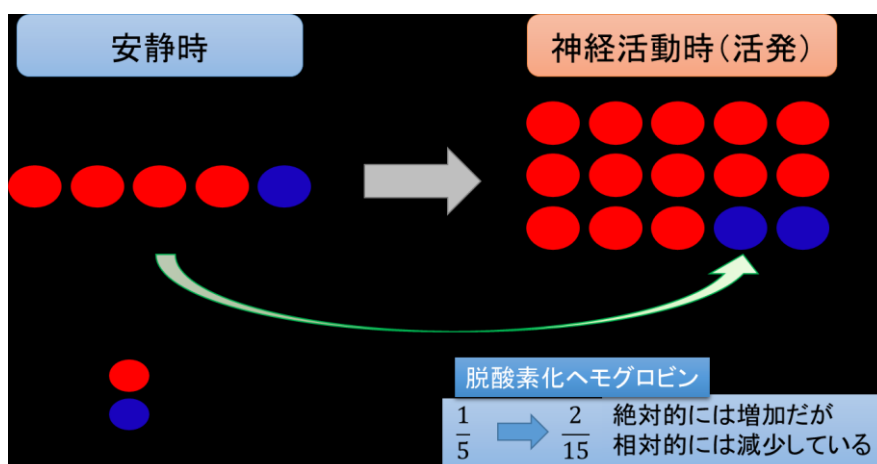 安静時
神経活動時(活発)
脱酸素化ヘモグロビン
1/5 2/15 絶対的には増加だが
相対的には減少している